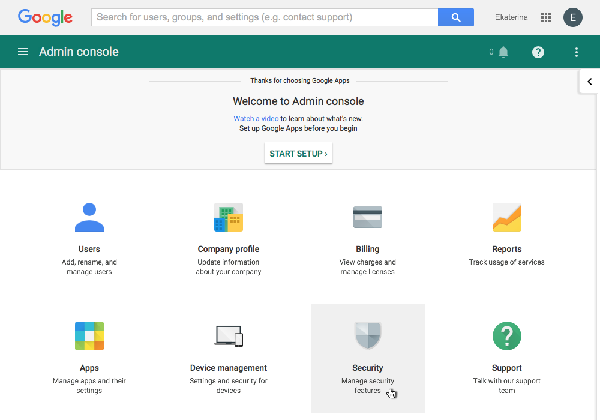 Google
Search for users, groups, and settings (e.g. contact support)
Ekaterina
E
Admin console
Thanks for choosing Google Apps
Welcome to Admin console
Watch a video to learn about what's new
Set up Google Apps before you begin
START SETUP ›
Users
Add, rename, and
manage users
Company profile
Update information
about your company
Billing
View charges and
manage licenses
Reports
Track usage of services
Apps
Manage apps and their
settings
Device management
Settings and security for
devices
Security
Manage security
features
Support
Talk with our support
team